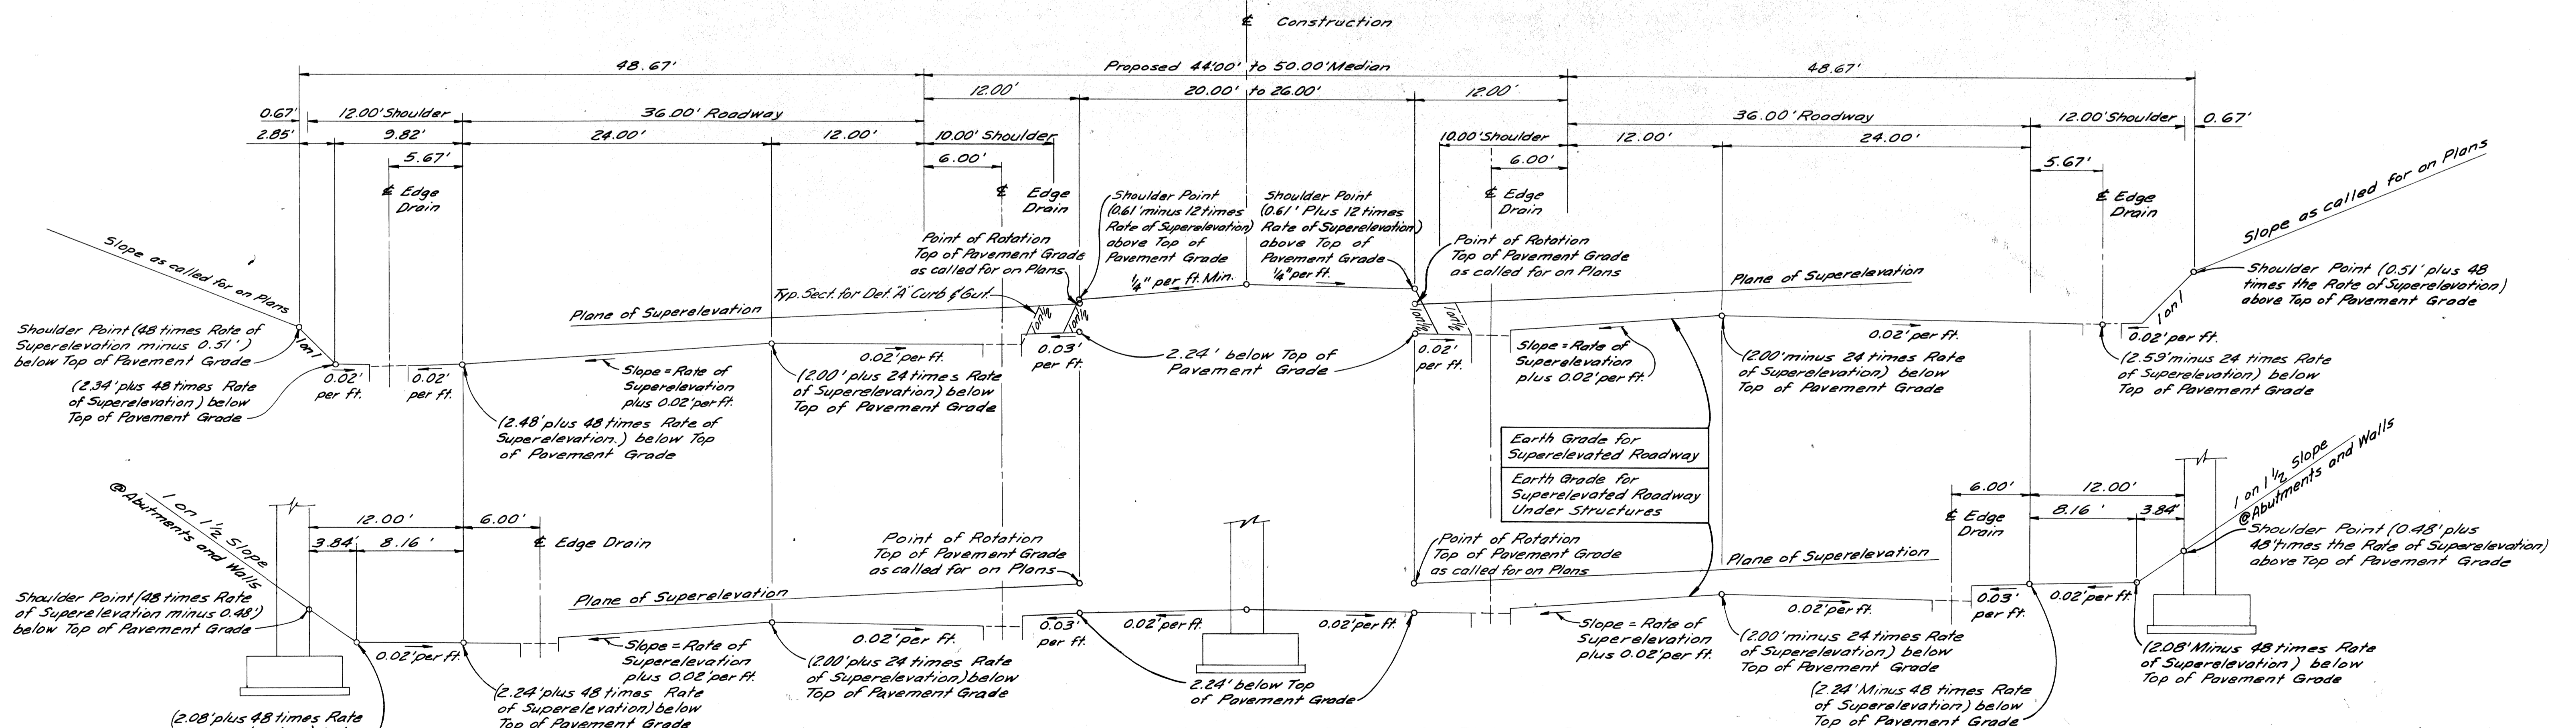 ℄ Construction
48.67'
Proposed 44.00' to 50.00' Median
48.67'
12.00'
20.00' to 26.00'
12.00'
0.67'
12.00' Shoulder
36.00' Roadway
36.00' Roadway
12.00' Shoulder
0.67'
2.85'
9.82'
24.00'
12.00'
10.00' Shoulder
10.00' Shoulder
12.00'
24.00'
5.67'
6.00'
6.00'
5.67'
℄ Edge
Drain
℄ Edge
Drain
℄ Edge
Drain
℄ Edge
Drain
Slope as called for on Plans
Slope as called for on Plans
Point of Rotation
Top of Pavement Grade
as called for on Plans
Shoulder Point
(0.61' minus 12 times
Rate of Superelevation)
above Top of
Pavement Grade
Shoulder Point
(0.61' Plus 12 times
Rate of Superelevation)
above Top of
Pavement Grade
Point of Rotation
Top of Pavement Grade
as called for on Plans
1/4" per ft. Min.
1/4" per ft.
Typ. Sect. for Det. "A" Curb & Gut.
Plane of Superelevation
Plane of Superelevation
Shoulder Point (48 times Rate of
Superelevation minus 0.51')
below Top of Pavement Grade
1 on 1
(2.34' plus 48 times Rate
of Superelevation) below
Top of Pavement Grade
0.02'
per ft.
0.02'
per ft.
(2.48' plus 48 times Rate of
Superelevation.) below Top
of Pavement Grade
Slope = Rate of
Superelevation
plus 0.02' per ft.
0.02' per ft.
(2.00' plus 24 times Rate
of Superelevation) below
Top of Pavement Grade
1 on 1/2
1 on 1/2
0.03'
per ft.
2.24' below Top of
Pavement Grade
1 on 1/2
1 on 1/2
0.02'
per ft.
Slope = Rate of
Superelevation
plus 0.02' per ft.
0.02' per ft.
(2.00' minus 24 times Rate
of Superelevation) below
Top of Pavement Grade
1 on 1
0.02' per ft.
(2.59' minus 24 times Rate
of Superelevation) below
Top of Pavement Grade
Shoulder Point (0.51' plus 48
times the Rate of Superelevation)
above Top of Pavement Grade
Earth Grade for
Superelevated Roadway
Earth Grade for
Superelevated Roadway
Under Structures
1 on 1 1/2 Slope
@ Abutments and Walls
12.00'
6.00'
3.84'
8.16'
℄ Edge Drain
Point of Rotation
Top of Pavement Grade
as called for on Plans
Point of Rotation
Top of Pavement Grade
as called for on Plans
Plane of Superelevation
Plane of Superelevation
6.00'
12.00'
8.16'
3.84'
℄ Edge
Drain
1 on 1 1/2 Slope
@ Abutments and Walls
Shoulder Point (0.48' plus
48' times the Rate of Superelevation)
above Top of Pavement Grade
Shoulder Point (48 times Rate
of Superelevation minus 0.48')
below Top of Pavement Grade
0.02' per ft.
Slope = Rate of
Superelevation
plus 0.02' per ft.
0.02' per ft.
0.03'
per ft.
0.02' per ft.
0.02' per ft.
Slope = Rate of
Superelevation
plus 0.02' per ft.
0.02' per ft.
0.03'
per ft.
0.02' per ft.
(2.08' plus 48 times Rate
(2.24' plus 48 times Rate
of Superelevation) below
Top of Pavement Grade
(2.00' plus 24 times Rate
of Superelevation) below
Top of Pavement Grade
2.24' below Top
of Pavement Grade
(2.00' minus 24 times Rate
of Superelevation) below
Top of Pavement Grade
(2.24' Minus 48 times Rate
of Superelevation) below
Top of Pavement Grade
(2.08' Minus 48 times Rate
of Superelevation) below
Top of Pavement Grade